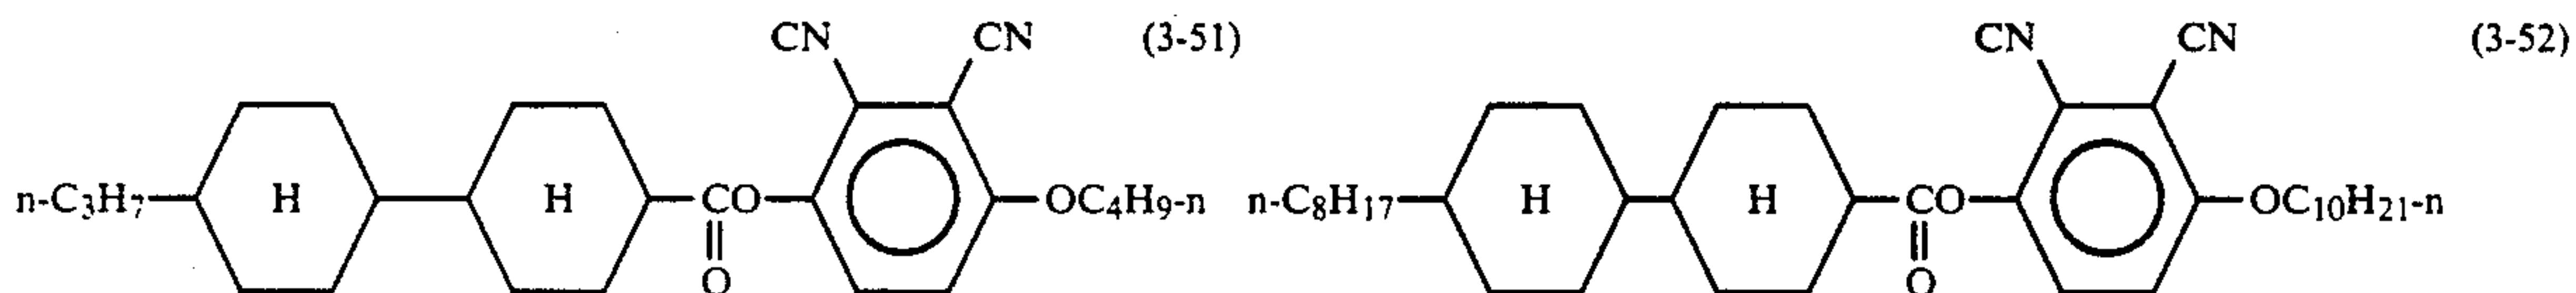 CN CN (3-51) CN CN (3-52)
n-C₃H₇ H H CO OC₄H₉-n n-C₈H₁₇ H H CO OC₁₀H₂₁-n
O O